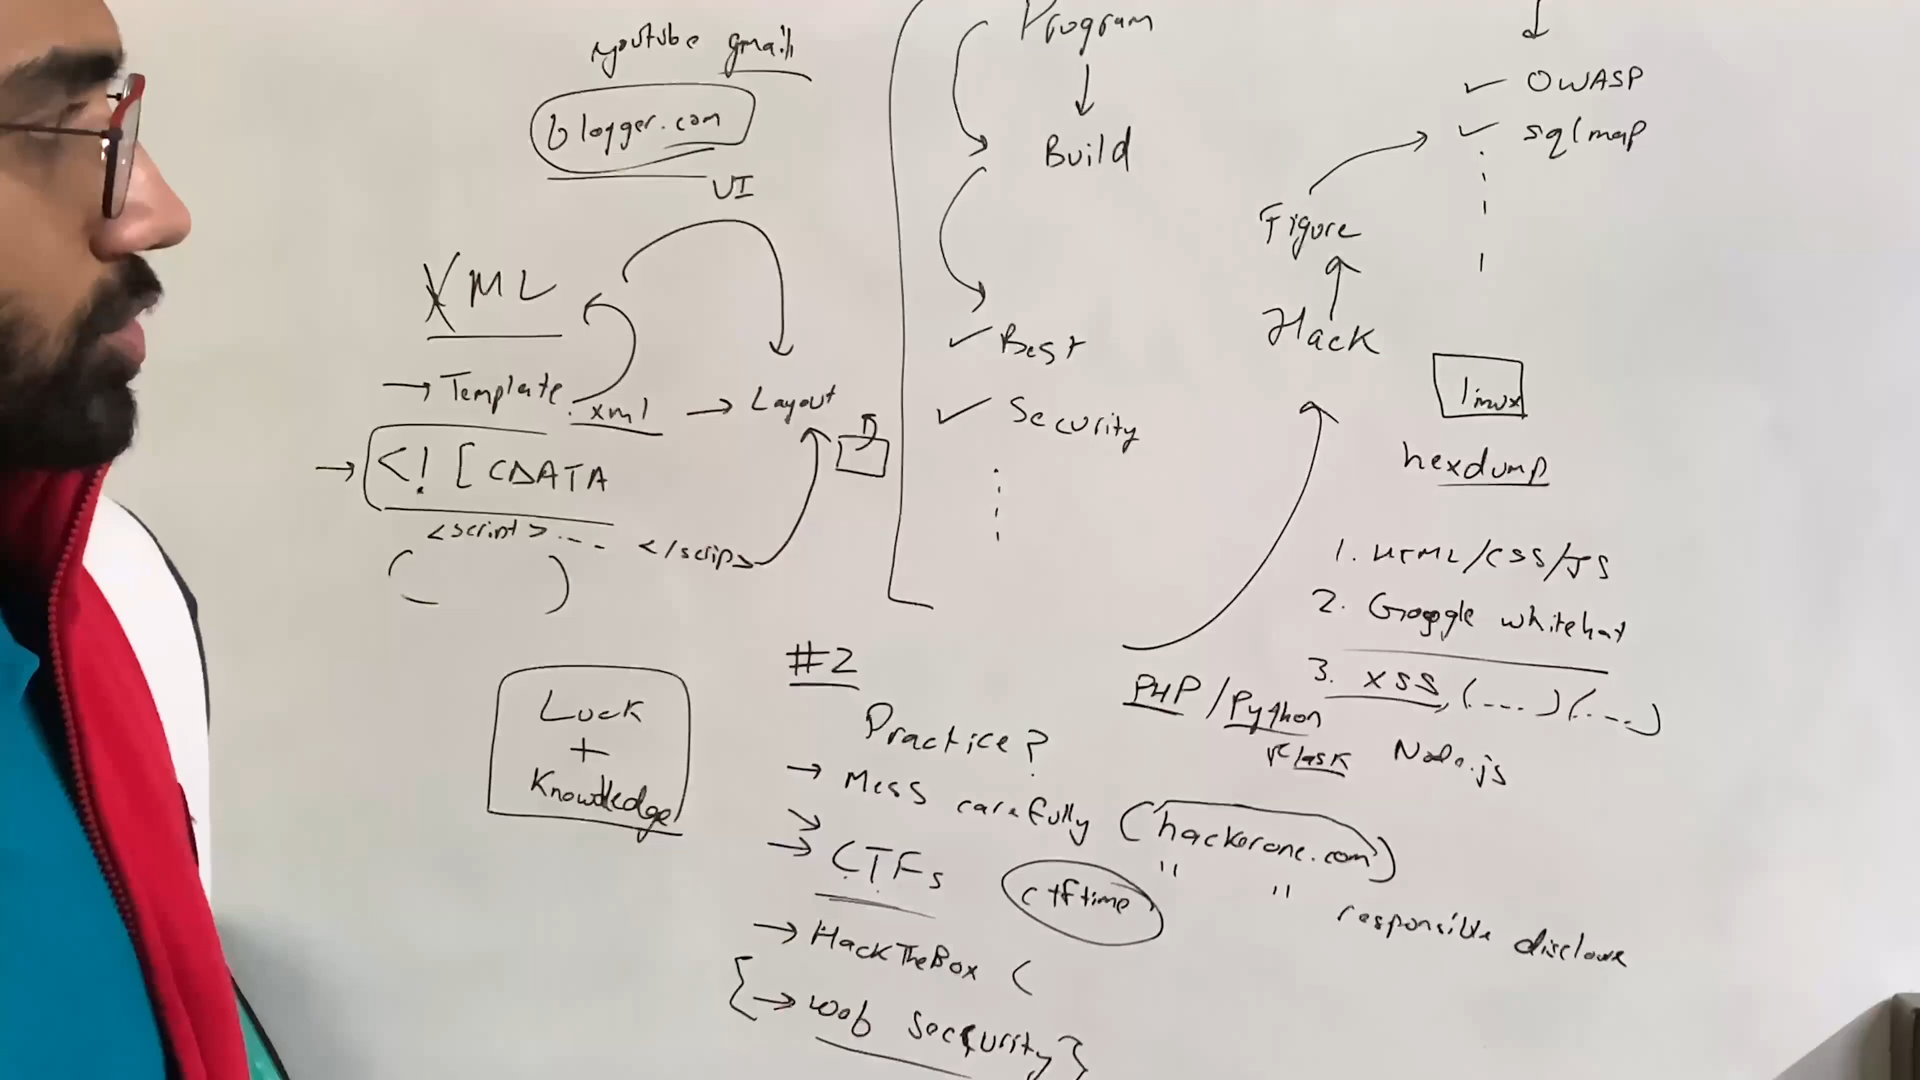 youtube gmail
blogger.com
UI
XML
→ Template.xml → Layout
→ <![CDATA
<script>.--- </scrip>
( )
Luck
+
Knowledge
Program
↓
Build
✓ Best
✓ Security
✓ OWASP
✓ sqlmap
Figure
Hack
linux
hexdump
1. HTML/CSS/JS
2. Google whitehat
3. XSS, (....) (....)
PHP / Python
Flask Node.js
#2
Practice?
→ Mess carefully (hackerone.com)
" " responsible disclosure
→ CTFs ctftime
→ HackTheBox (
{→ web security}